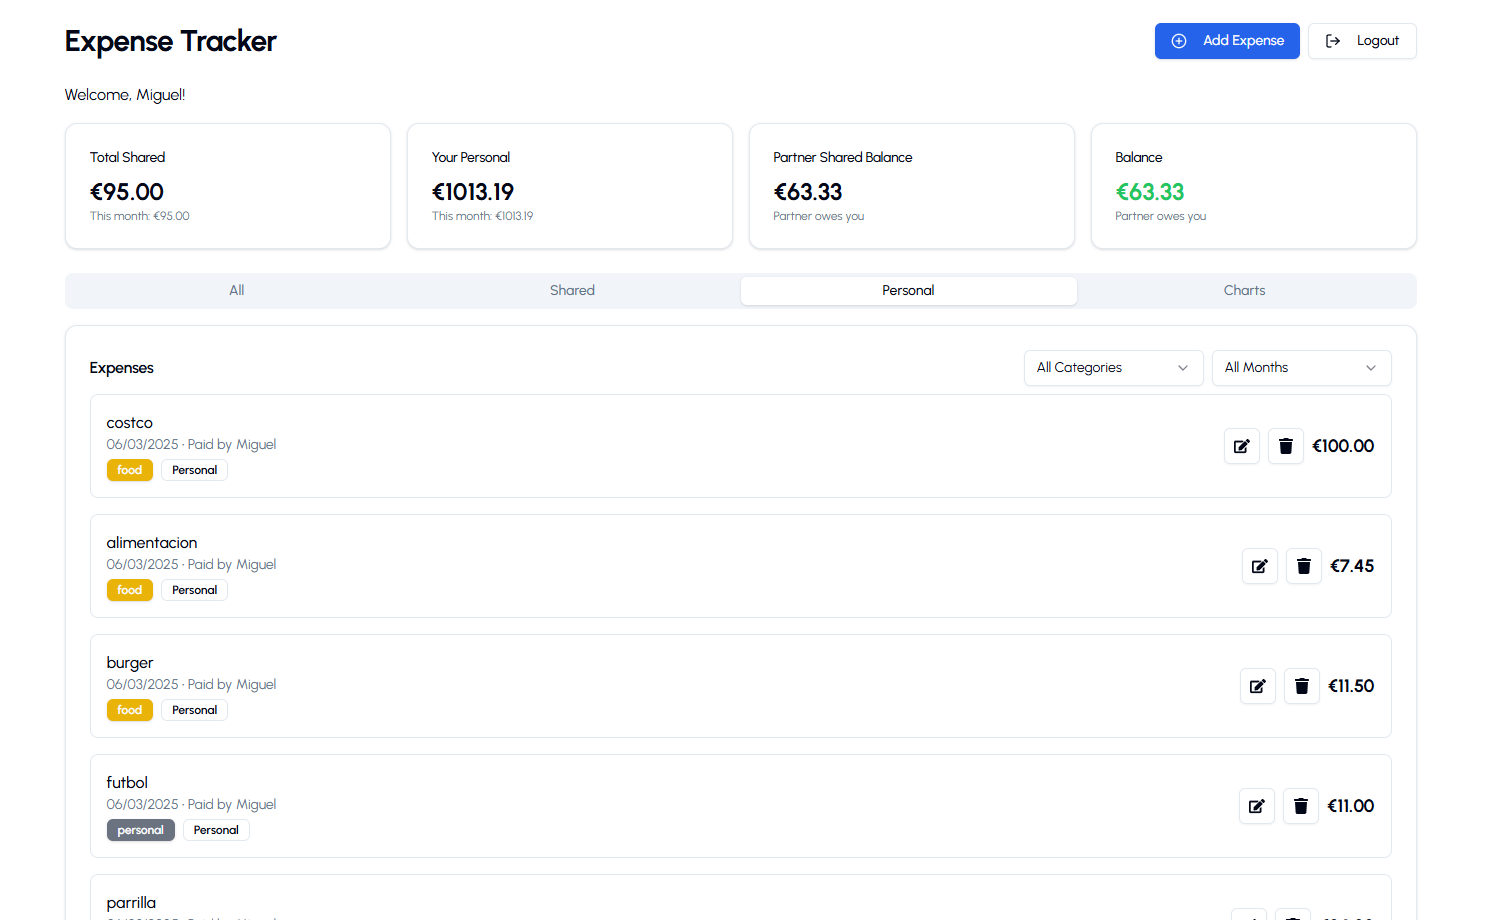 Expense Tracker
Add Expense
Logout
Welcome, Miguel!
Total Shared
€95.00
This month: €95.00
Your Personal
€1013.19
This month: €1013.19
Partner Shared Balance
€63.33
Partner owes you
Balance
€63.33
Partner owes you
All
Shared
Personal
Charts
Expenses
All Categories
All Months
costco
06/03/2025 · Paid by Miguel
food
Personal
€100.00
alimentacion
06/03/2025 · Paid by Miguel
food
Personal
€7.45
burger
06/03/2025 · Paid by Miguel
food
Personal
€11.50
futbol
06/03/2025 · Paid by Miguel
personal
Personal
€11.00
parrilla